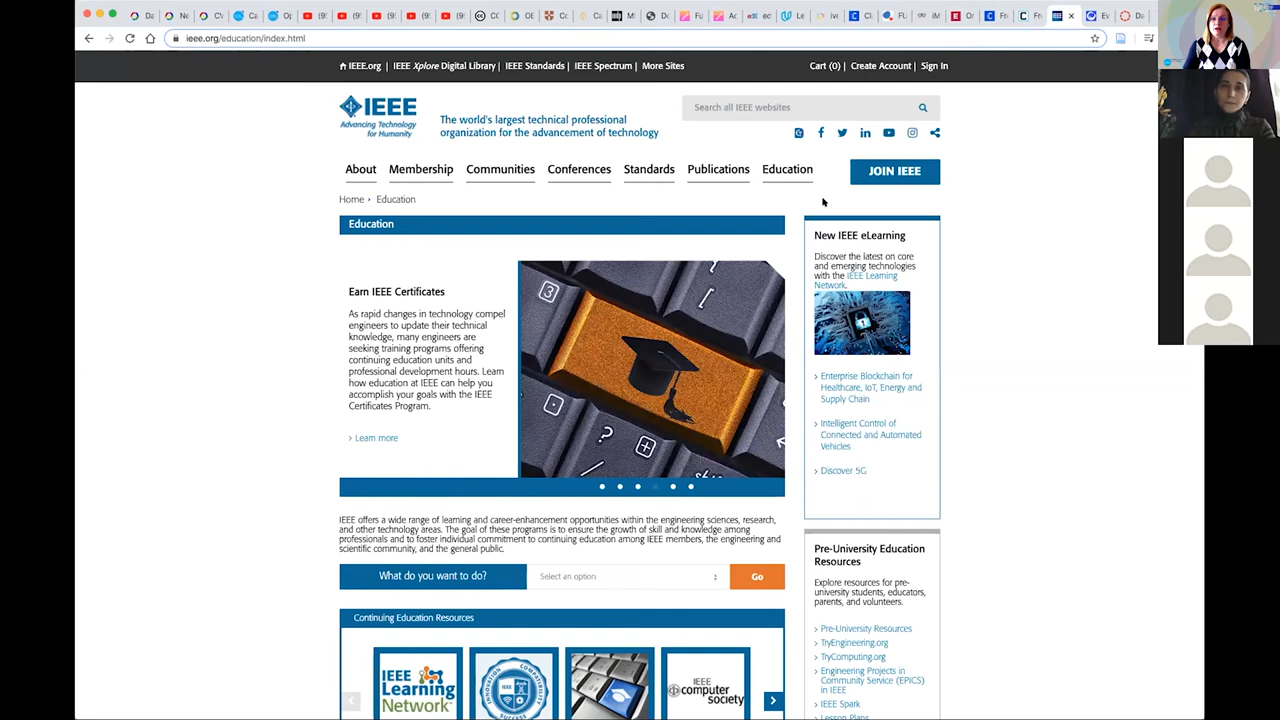 ieee.org/education/index.html
IEEE.org | IEEE Xplore Digital Library | IEEE Standards | IEEE Spectrum | More Sites
Cart (0) | Create Account | Sign In
IEEE
Advancing Technology
for Humanity
The world's largest technical professional
organization for the advancement of technology
Search all IEEE websites
About Membership Communities Conferences Standards Publications Education
JOIN IEEE
Home › Education
Education
Earn IEEE Certificates
As rapid changes in technology compel
engineers to update their technical
knowledge, many engineers are
seeking training programs offering
continuing education units and
professional development hours. Learn
how education at IEEE can help you
accomplish your goals with the IEEE
Certificates Program.
› Learn more
New IEEE eLearning
Discover the latest on core
and emerging technologies
with the IEEE Learning
Network.
› Enterprise Blockchain for
Healthcare, IoT, Energy and
Supply Chain
› Intelligent Control of
Connected and Automated
Vehicles
› Discover 5G
IEEE offers a wide range of learning and career-enhancement opportunities within the engineering sciences, research,
and other technology areas. The goal of these programs is to ensure the growth of skill and knowledge among
professionals and to foster individual commitment to continuing education among IEEE members, the engineering and
scientific community, and the general public.
What do you want to do?
Select an option
Go
Continuing Education Resources
IEEE
Learning
Network
IEEE
computer
society
Pre-University Education
Resources
Explore resources for pre-
university students, educators,
parents, and volunteers.
› Pre-University Resources
› TryEngineering.org
› TryComputing.org
› Engineering Projects in
Community Service (EPICS)
in IEEE
› IEEE Spark
› Lesson Plans